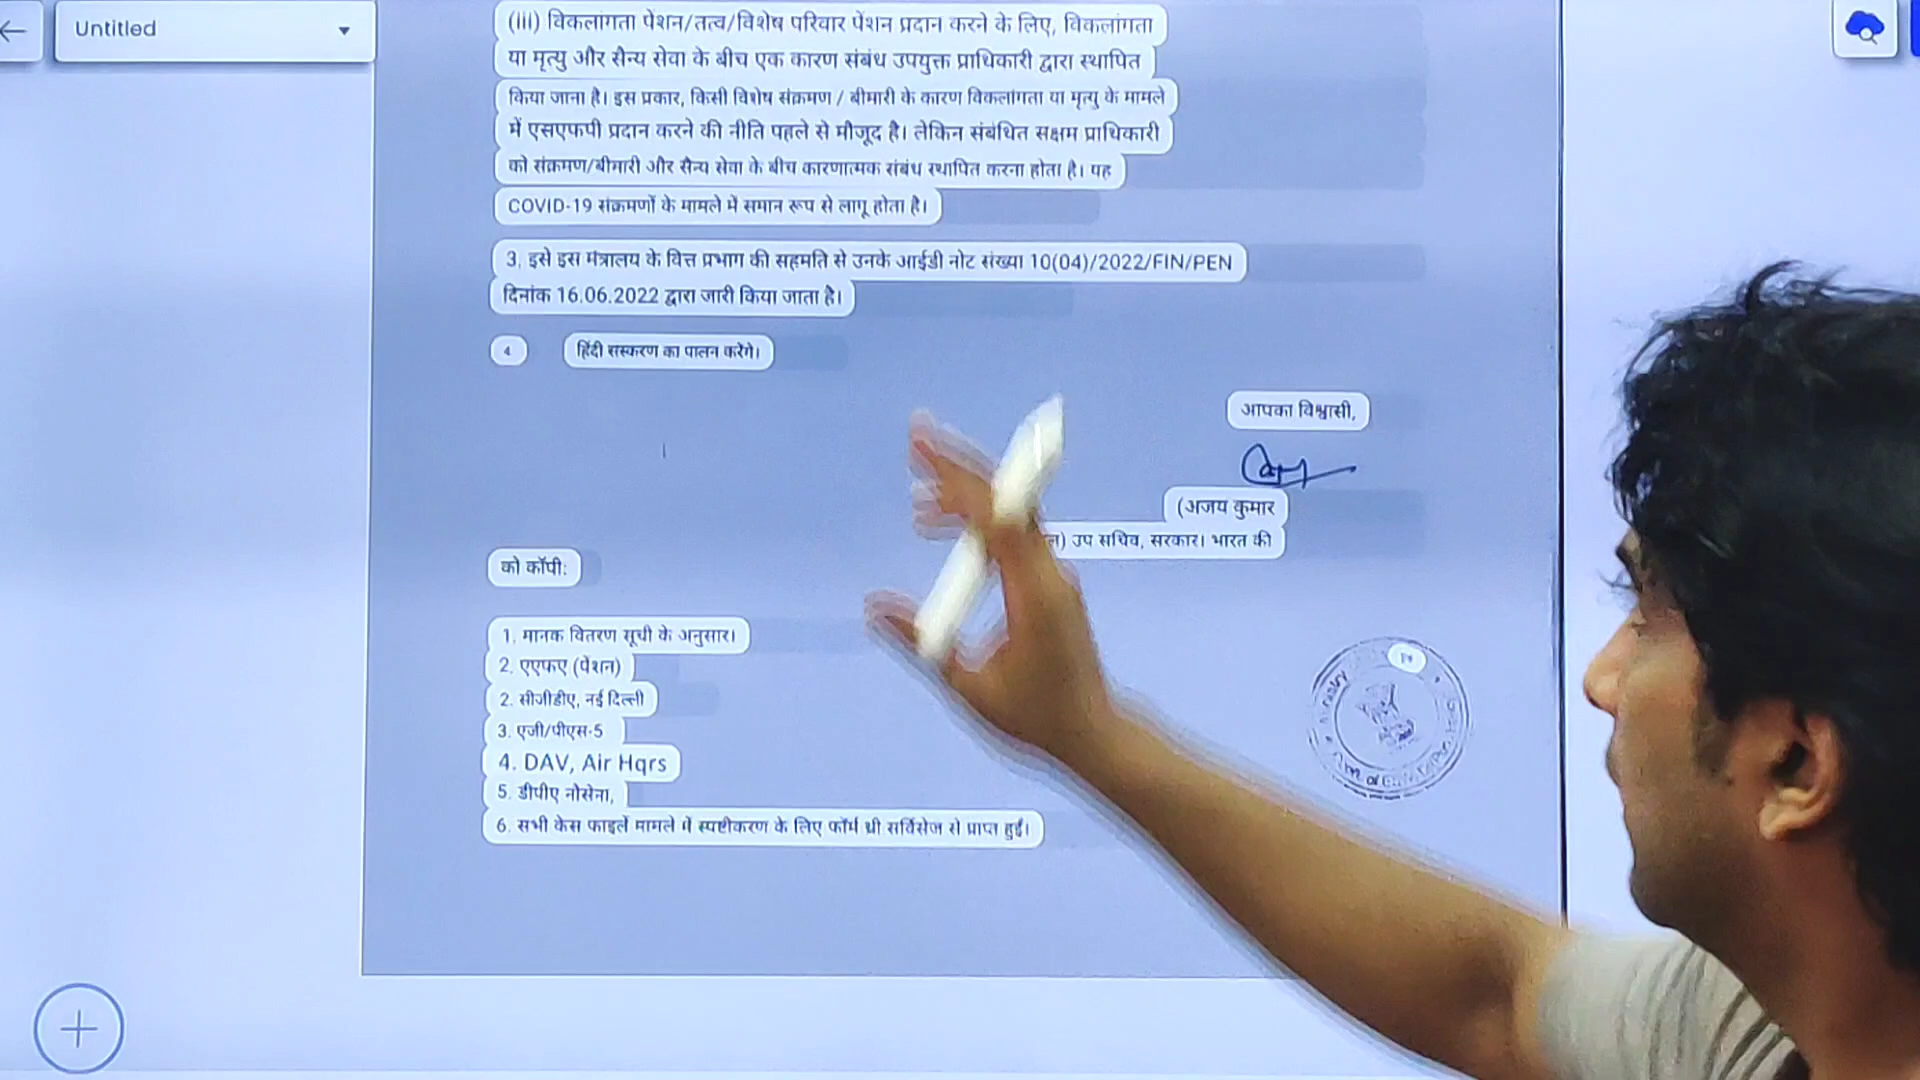 Untitled
(iii) विकलांगता पेंशन/तत्व/विशेष परिवार पेंशन प्रदान करने के लिए, विकलांगता
या मृत्यु और सैन्य सेवा के बीच एक कारण संबंध उपयुक्त प्राधिकारी द्वारा स्थापित
किया जाना है। इस प्रकार, किसी विशेष संक्रमण / बीमारी के कारण विकलांगता या मृत्यु के मामले
में एसएफपी प्रदान करने की नीति पहले से मौजूद है। लेकिन संबंधित सक्षम प्राधिकारी
को संक्रमण/बीमारी और सैन्य सेवा के बीच कारणात्मक संबंध स्थापित करना होता है। यह
COVID-19 संक्रमणों के मामले में समान रूप से लागू होता है।
3. इसे इस मंत्रालय के वित्त प्रभाग की सहमति से उनके आईडी नोट संख्या 10(04)/2022/FIN/PEN
दिनांक 16.06.2022 द्वारा जारी किया जाता है।
4 हिंदी संस्करण का पालन करेंगे।
आपका विश्वासी,
(अजय कुमार
उप सचिव, सरकार। भारत की
को कॉपी:
1. मानक वितरण सूची के अनुसार।
2. एएफए (पेंशन)
2. सीजीडीए, नई दिल्ली
3. एजी/पीएस-5
4. DAV, Air Hqrs
5. डीपीए नौसेना,
6. सभी केस फाइलें मामले में स्पष्टीकरण के लिए फॉर्म थ्री सर्विसेज से प्राप्त हुईं।